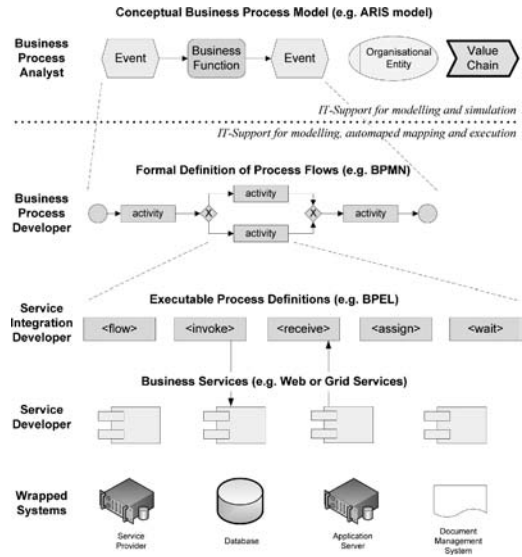 Conceptual Business Process Model (e.g. ARIS model)
Business
Process
Analyst
Event
Business
Function
Event
Organisational
Entity
Value
Chain
IT-Support for modelling and simulation
IT-Support for modelling, automaped mapping and execution
Formal Definition of Process Flows (e.g. BPMN)
Business
Process
Developer
activity
X
activity
activity
X
activity
Executable Process Definitions (e.g. BPEL)
Service
Integration
Developer
<flow>
<invoke>
<receive>
<assign>
<wait>
Business Services (e.g. Web or Grid Services)
Service
Developer
Wrapped
Systems
Service
Provider
Database
Application
Server
Document
Management
System